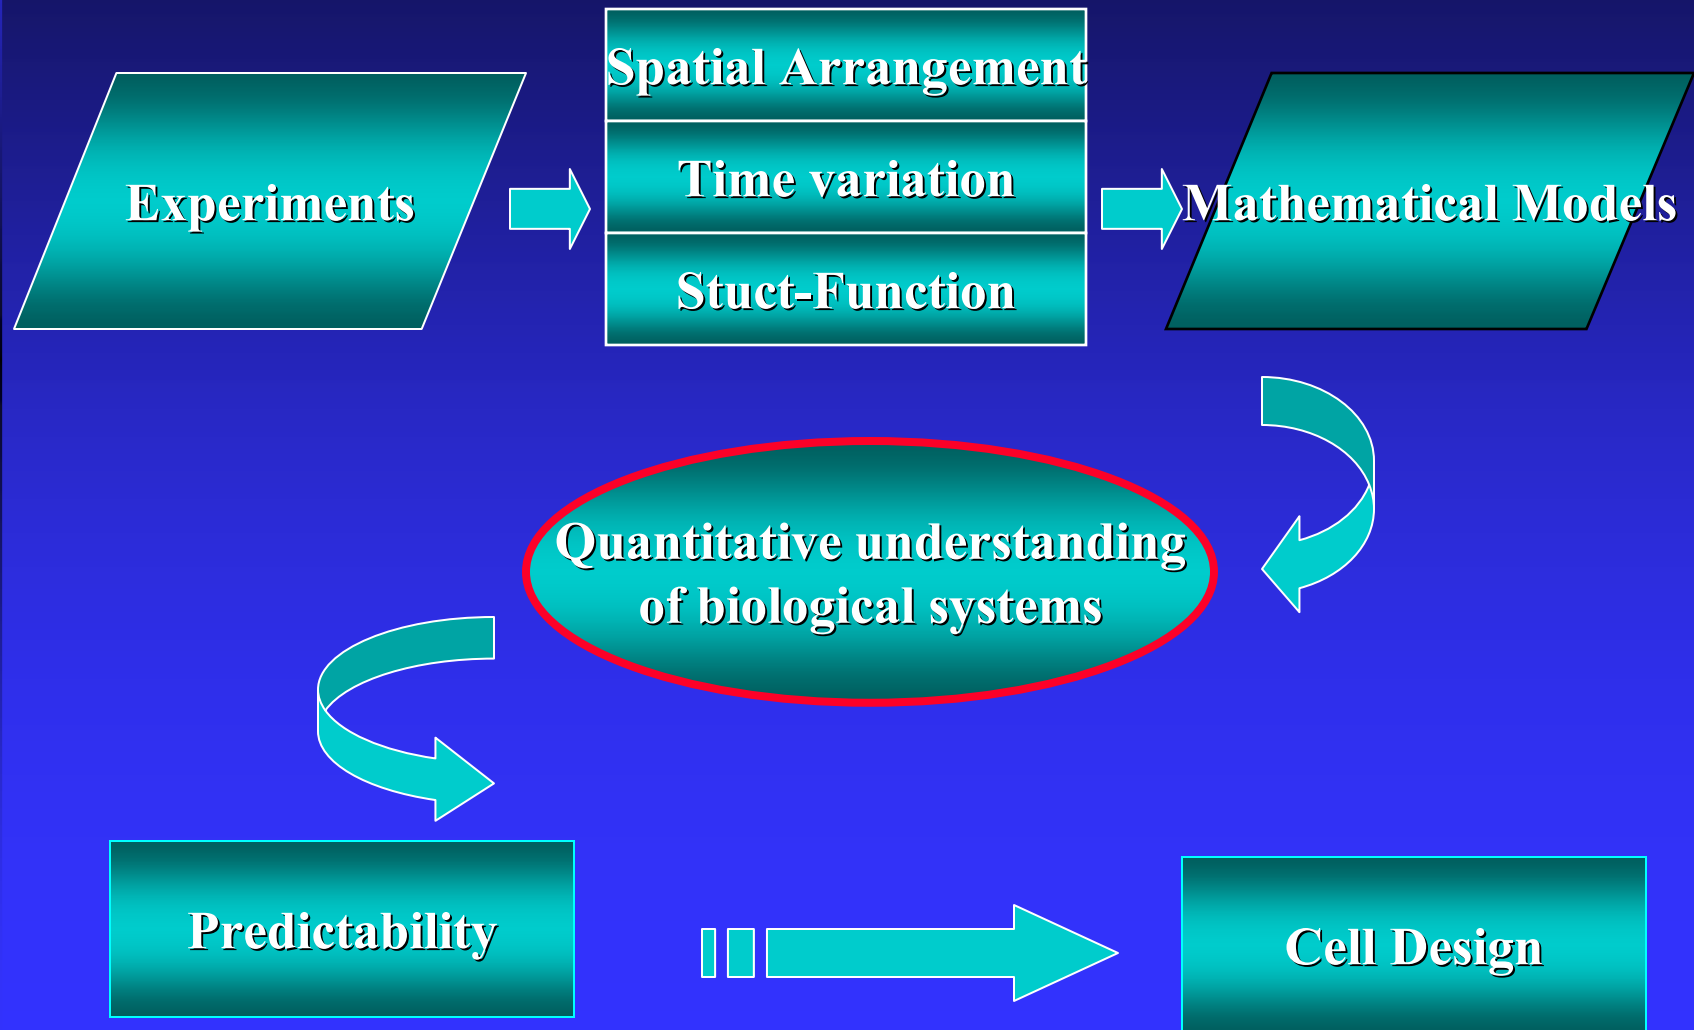 Spatial Arrangement
Experiments
Time variation
Mathematical Models
Stuct-Function
Quantitative understanding
of biological systems
Predictability
Cell Design